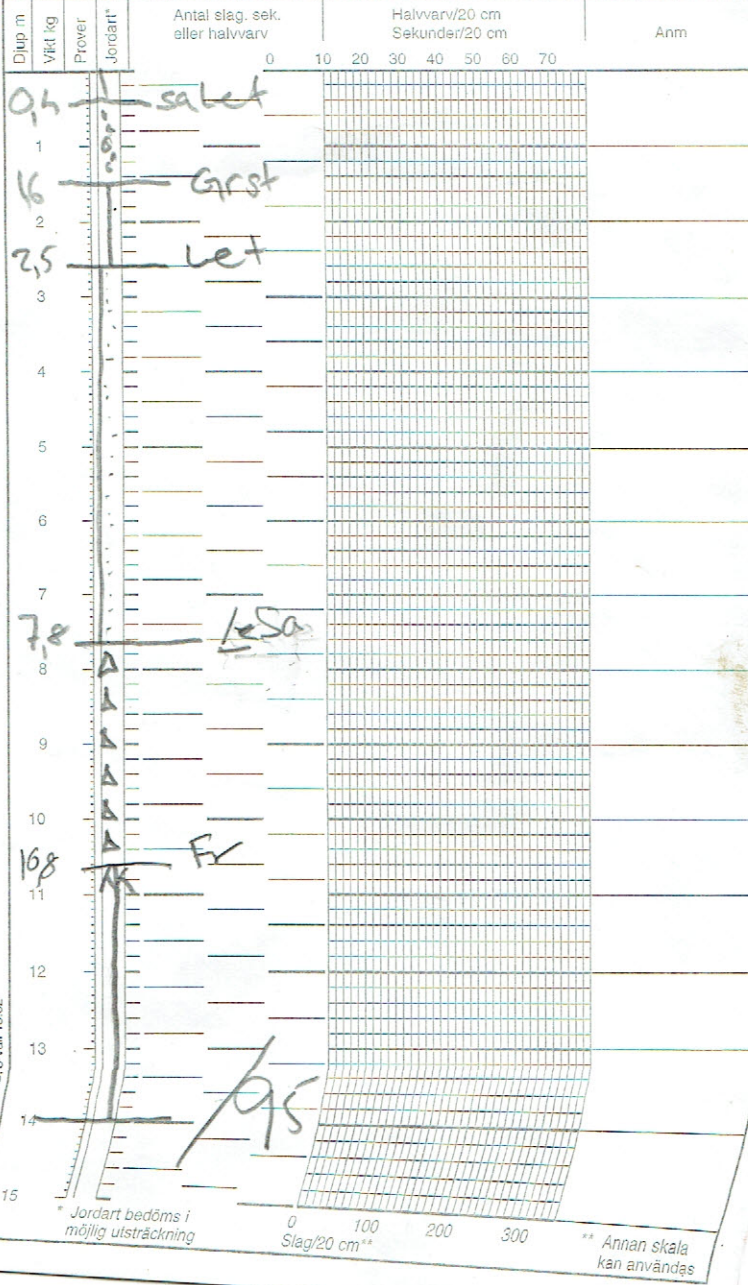 Djup m
Vikt kg
Prover
Jordart*
Antal slag. sek.
eller halvvarv
Halvvarv/20 cm
Sekunder/20 cm
Anm
0 10 20 30 40 50 60 70
0,4 saLet
1
1,6 Grst
2
2,5 Let
3
4
5
6
7
7,8 leSa
8
9
10
10,8 Fr
11
12
13
14
15
* Jordart bedöms i
möjlig utsträckning
0 100 200 300
Slag/20 cm**
** Annan skala
kan användas